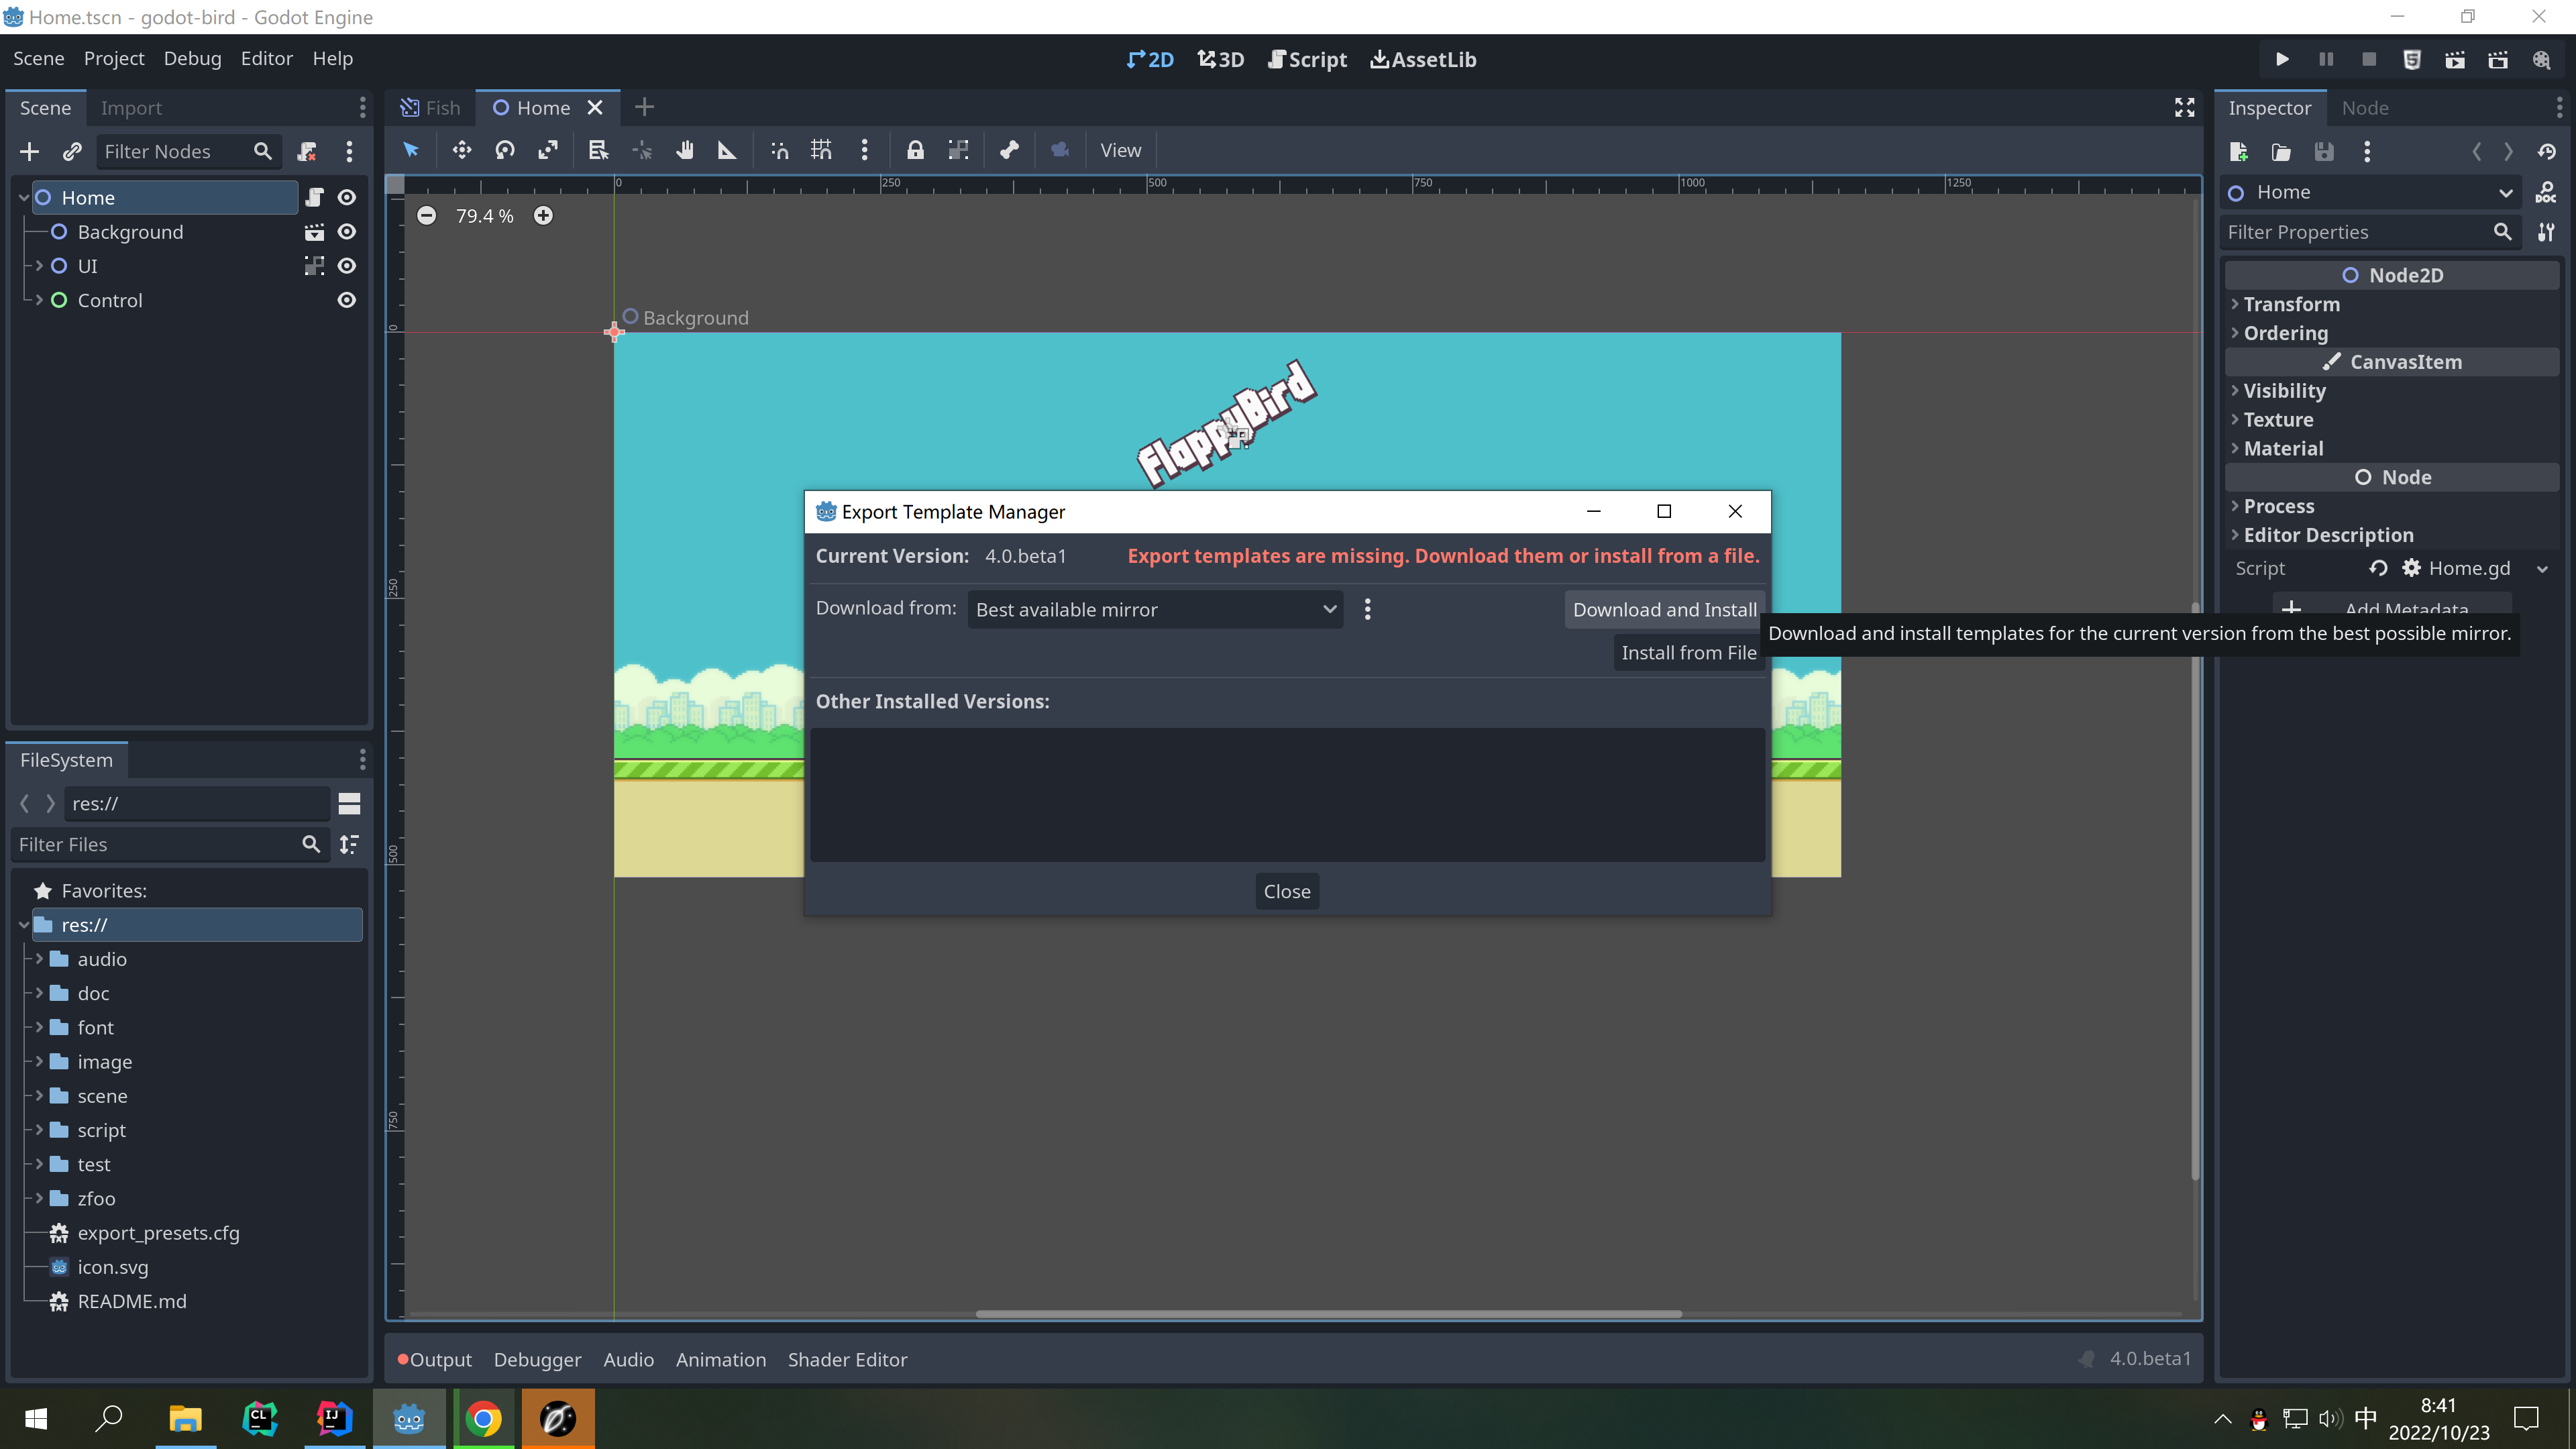 Home.tscn - godot-bird - Godot Engine
Scene Project Debug Editor Help
2D 3D Script AssetLib
Scene Import
Filter Nodes
Home
Background
UI
Control
Fish Home
View
0 250 500 750 1000 1250
79.4 %
0
250
500
750
Background
FlappyBird
Export Template Manager
Current Version: 4.0.beta1 Export templates are missing. Download them or install from a file.
Download from: Best available mirror Download and Install
Install from File
Download and install templates for the current version from the best possible mirror.
Other Installed Versions:
Close
Inspector Node
Home
DOC
Filter Properties
Node2D
Transform
Ordering
CanvasItem
Visibility
Texture
Material
Node
Process
Editor Description
Script Home.gd
Add Metadata
FileSystem
res://
Filter Files
Favorites:
res://
audio
doc
font
image
scene
script
test
zfoo
export_presets.cfg
icon.svg
README.md
Output Debugger Audio Animation Shader Editor 4.0.beta1
CL
IJ
中
8:41
2022/10/23